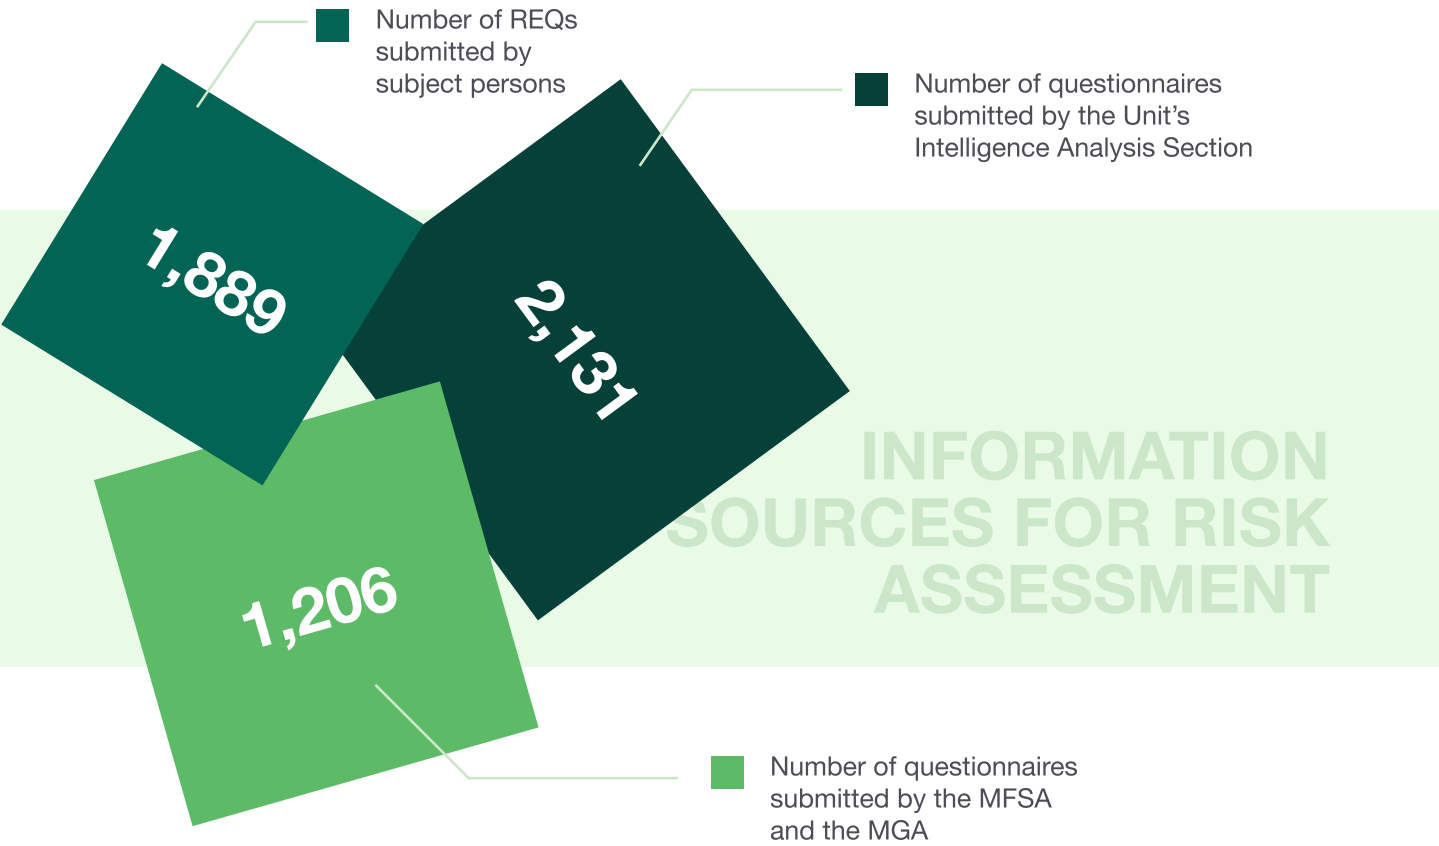 Number of REQs
submitted by
subject persons
Number of questionnaires
submitted by the Unit’s
Intelligence Analysis Section
1,889
2,131
INFORMATION
SOURCES FOR RISK
ASSESSMENT
1,206
Number of questionnaires
submitted by the MFSA
and the MGA